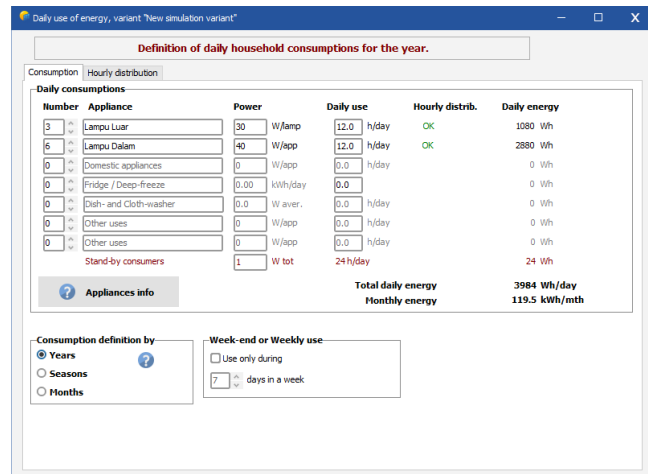 Daily use of energy, variant "New simulation variant"
Definition of daily household consumptions for the year.
Consumption Hourly distribution
Daily consumptions
Number Appliance Power Daily use Hourly distrib. Daily energy
3 Lampu Luar 30 W/lamp 12.0 h/day OK 1080 Wh
6 Lampu Dalam 40 W/app 12.0 h/day OK 2880 Wh
0 Domestic appliances 0 W/app 0.0 h/day 0 Wh
0 Fridge / Deep-freeze 0.00 kWh/day 0.0 0 Wh
0 Dish- and Cloth-washer 0.0 W aver. 0.0 h/day 0 Wh
0 Other uses 0 W/app 0.0 h/day 0 Wh
0 Other uses 0 W/app 0.0 h/day 0 Wh
Stand-by consumers 1 W tot 24 h/day 24 Wh
? Appliances info
Total daily energy 3984 Wh/day
Monthly energy 119.5 kWh/mth
Consumption definition by
Years ?
Seasons
Months
Week-end or Weekly use
Use only during
7 days in a week